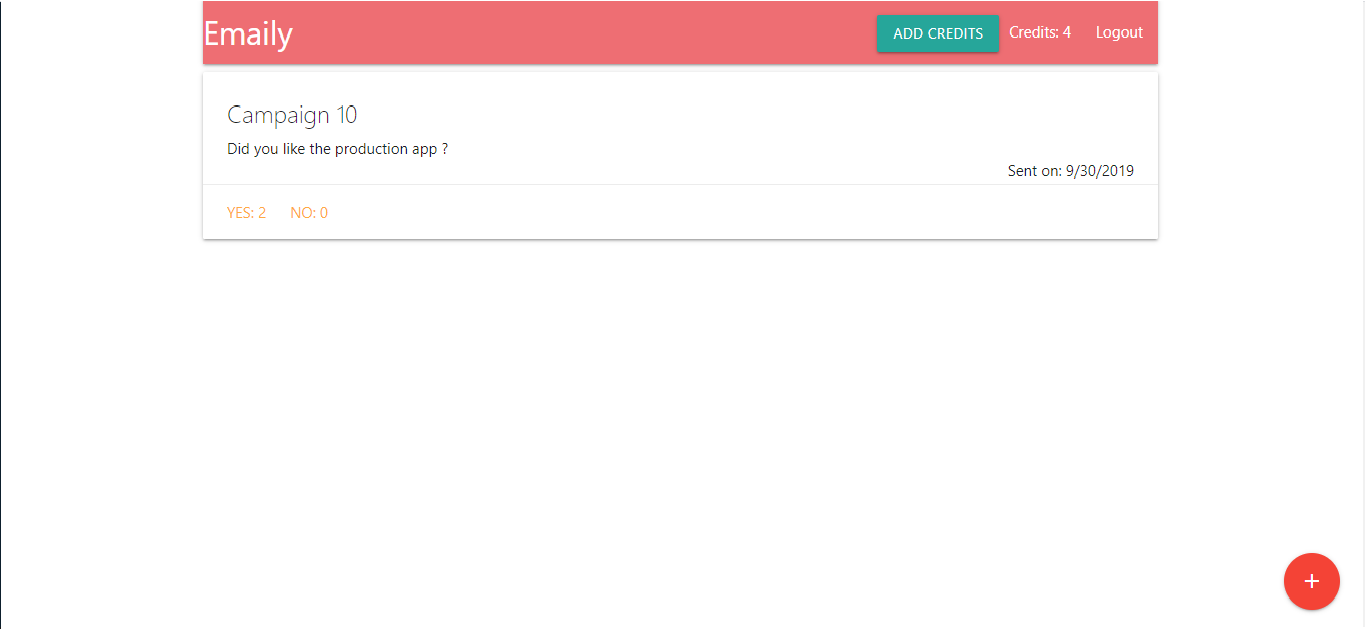 Emaily
ADD CREDITS Credits: 4 Logout
Campaign 10
Did you like the production app ?
Sent on: 9/30/2019
YES: 2 NO: 0
+